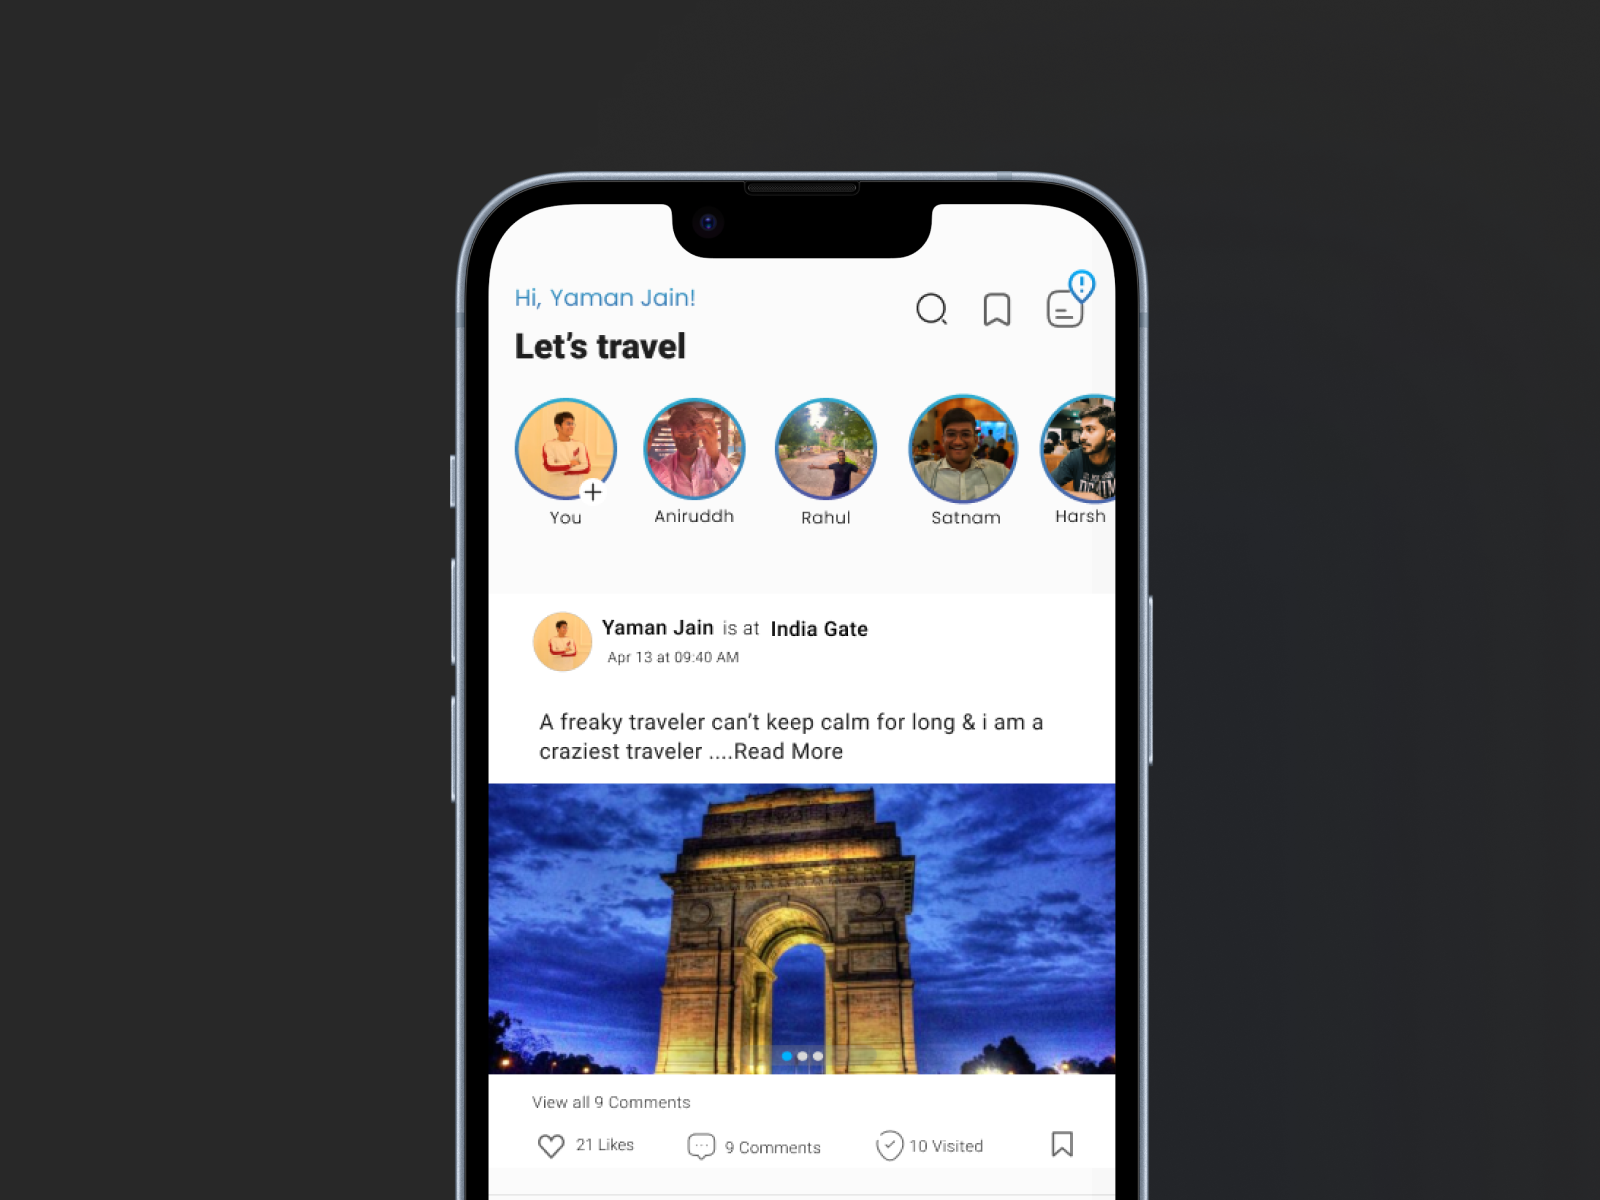 Hi, Yaman Jain!
Let's travel
You
Aniruddh
Rahul
Satnam
Harsh
Yaman Jain is at India Gate
Apr 13 at 09:40 AM
A freaky traveler can't keep calm for long & i am a
craziest traveler ....Read More
View all 9 Comments
21 Likes
9 Comments
10 Visited